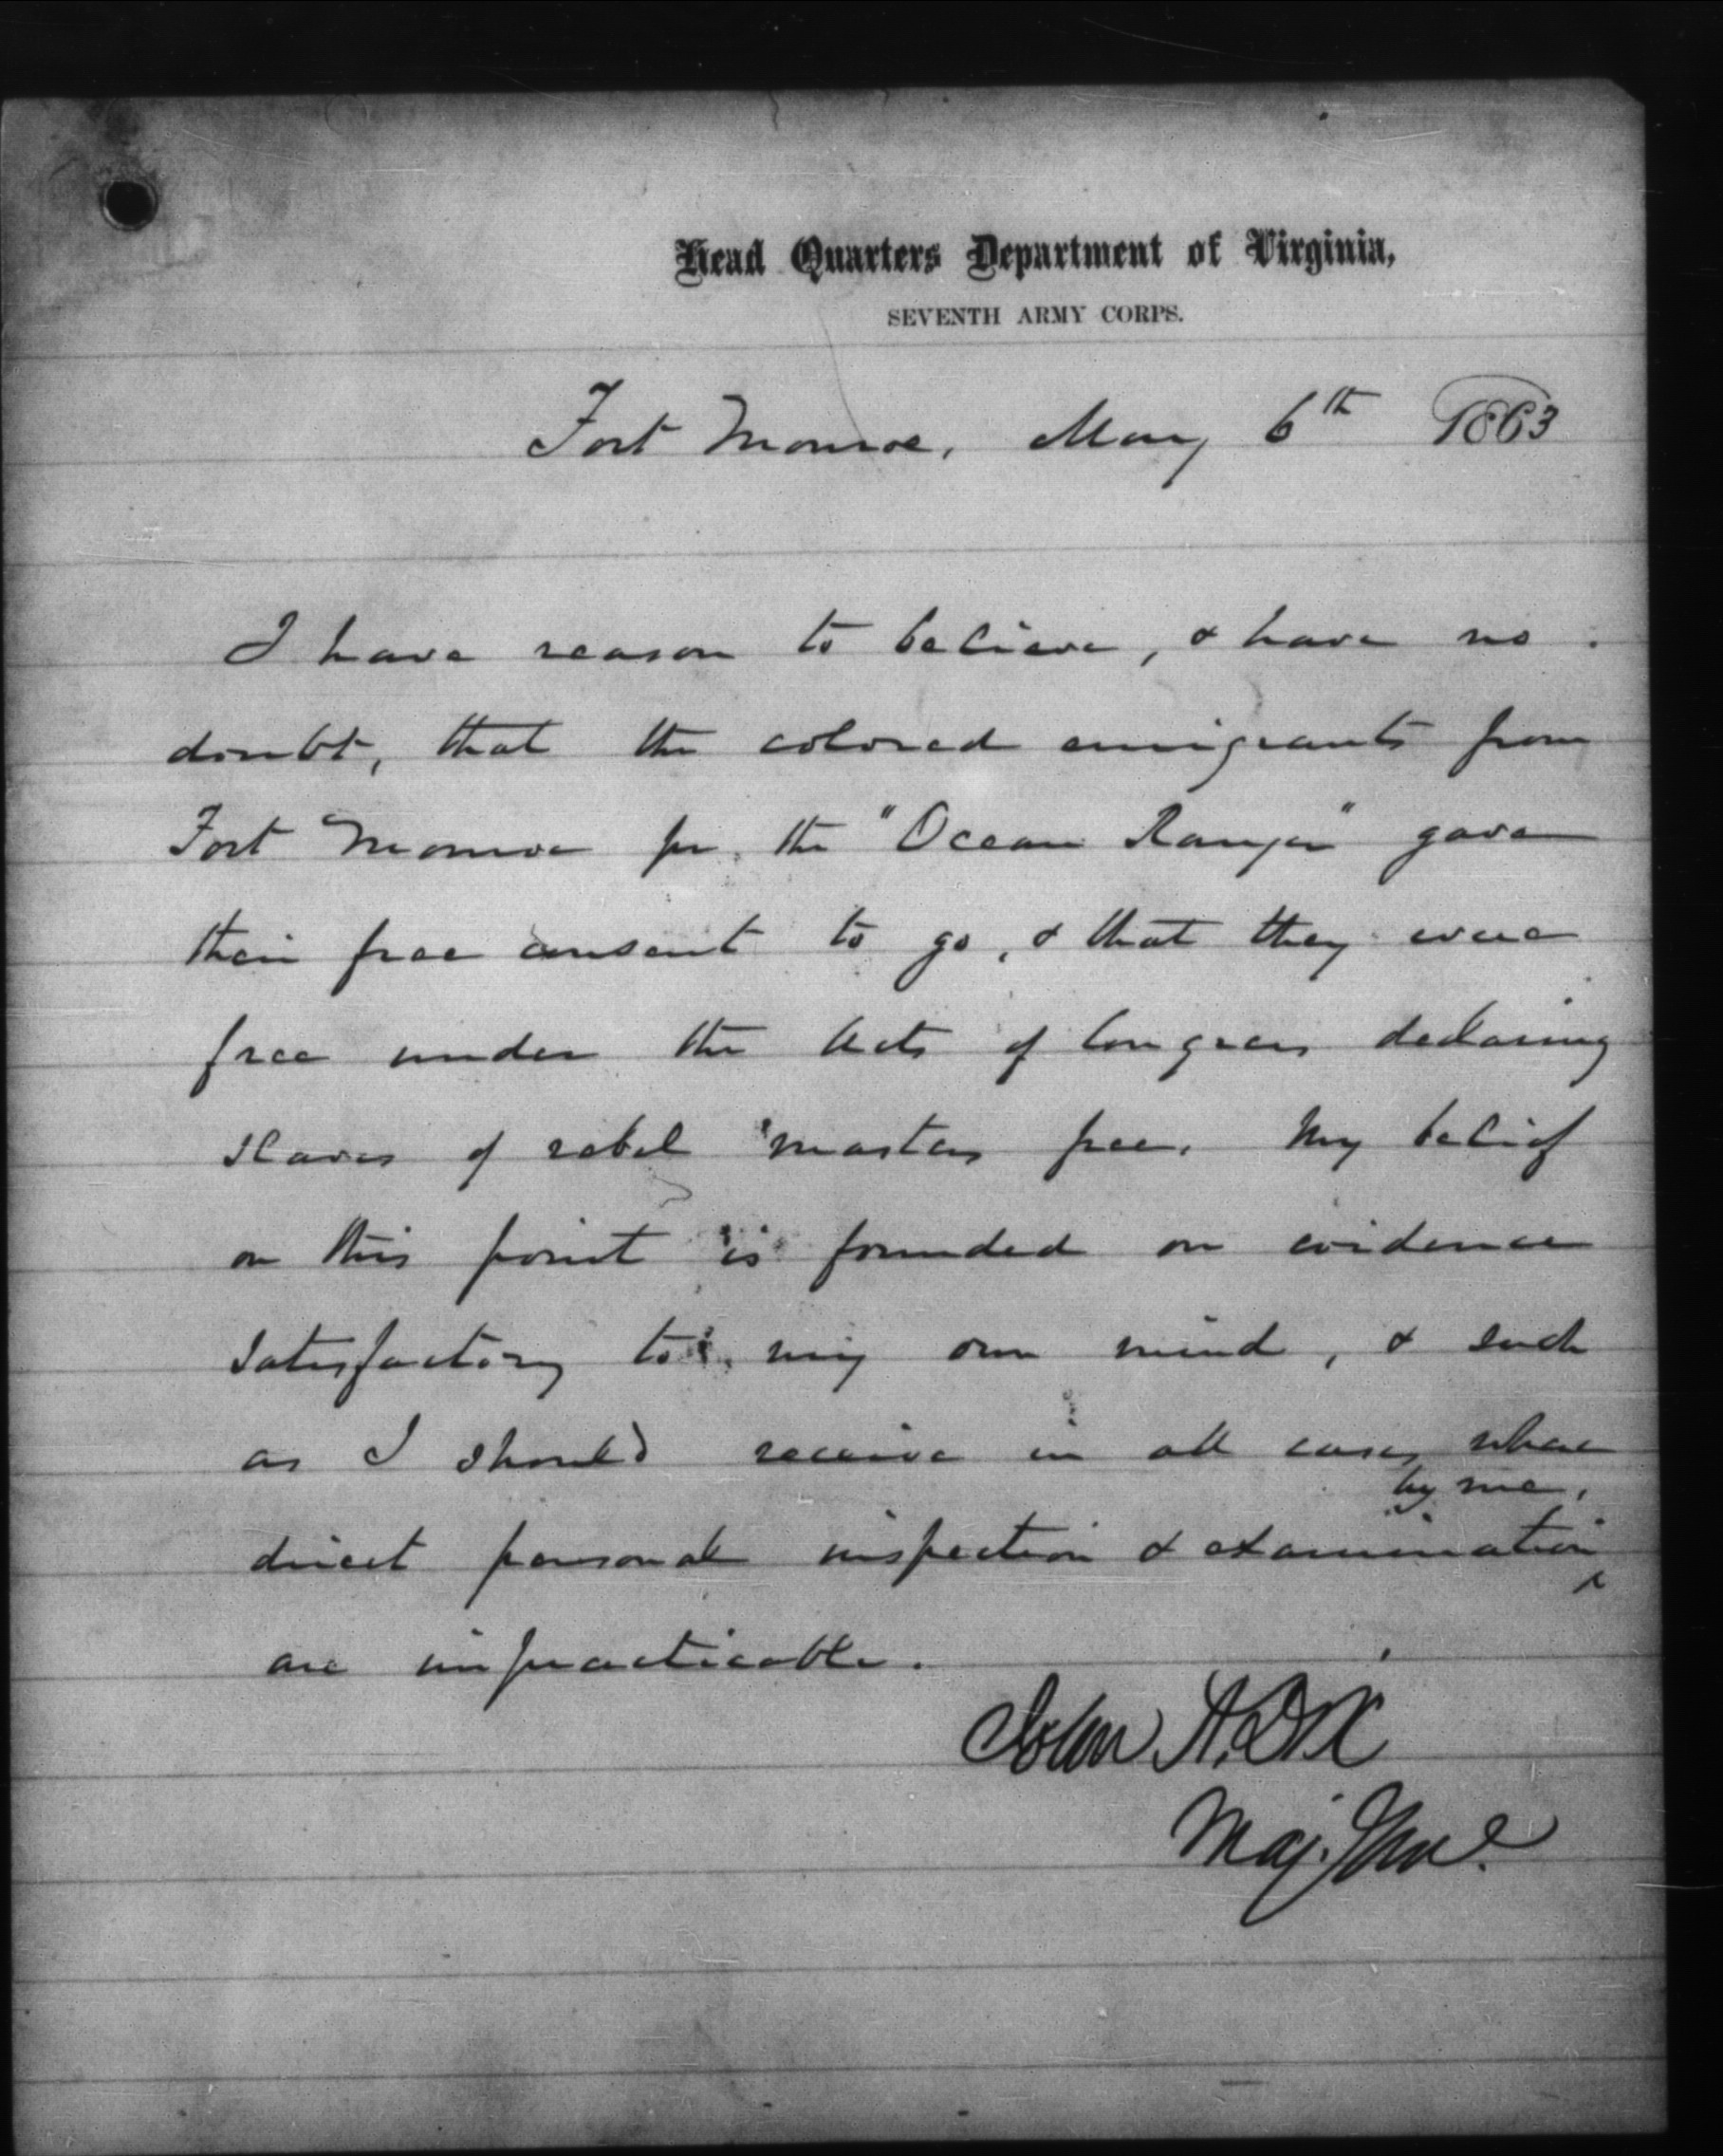 Head Quarters Department of Virginia,
SEVENTH ARMY CORPS.
Fort Monroe, May 6th 1863
I have reason to believe, & have no
doubt, that the colored emigrants from
Fort Monroe pr. the "Ocean Ranger" gave
their free consent to go, & that they were
free under the Acts of Congress declaring
slaves of rebel masters free. My belief
on this point is founded on evidence
satisfactory to my own mind, & such
as I should receive in all cases where
by me,
direct personal inspection & examination ^
are impracticable.
John A. Dix
Maj. Genl.